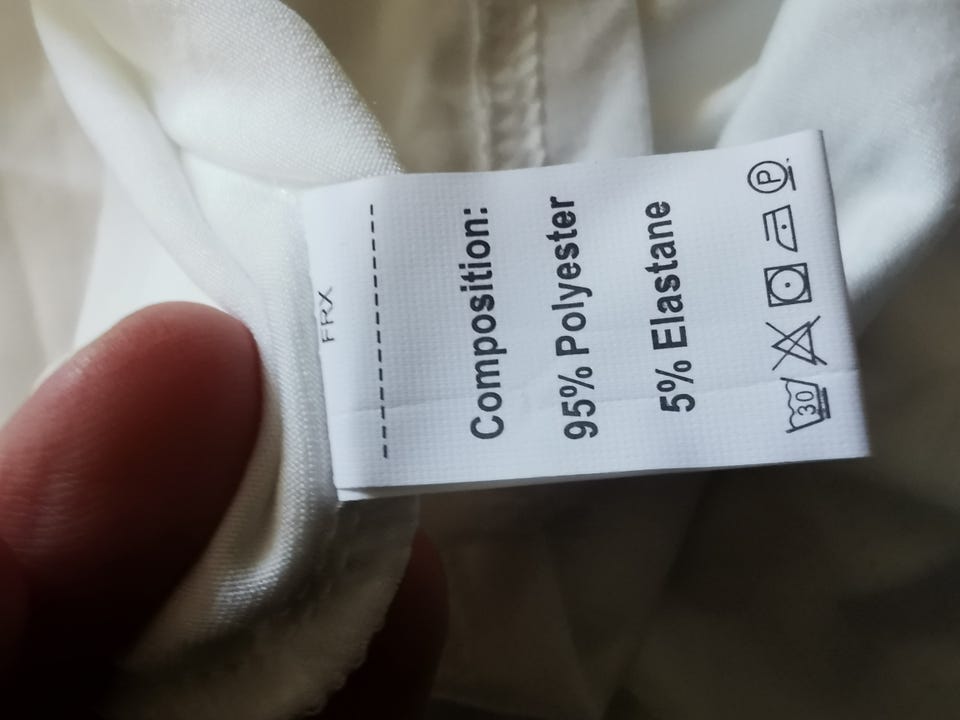 FRX
Composition:
95% Polyester
5% Elastane
30 P